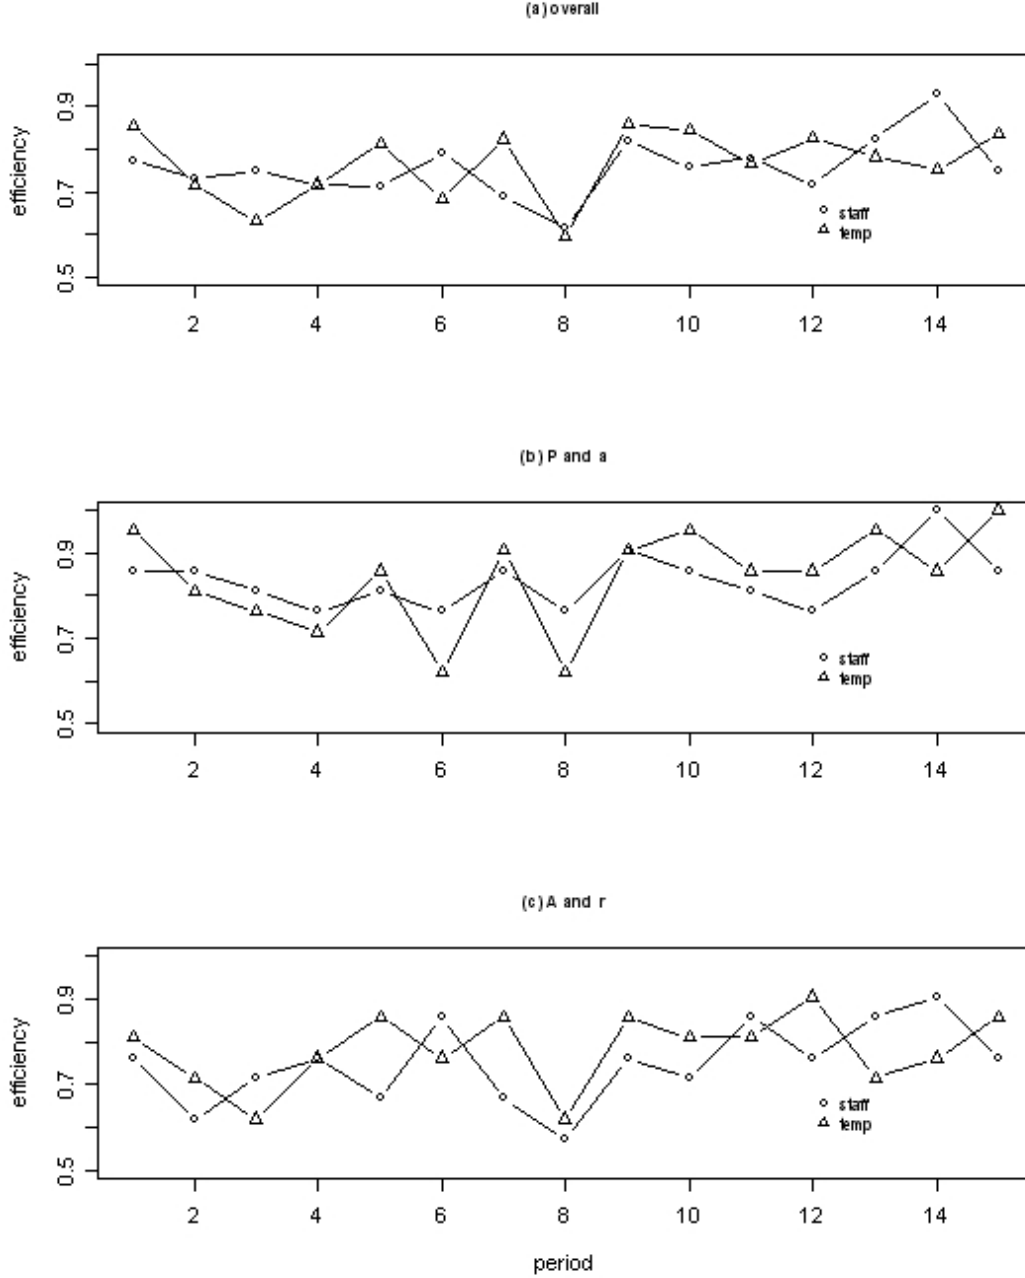 (a) overall
efficiency
0.9
0.7
0.5
staff
temp
2 4 6 8 10 12 14
(b) P and a
efficiency
0.9
0.7
0.5
staff
temp
2 4 6 8 10 12 14
(c) A and r
efficiency
0.9
0.7
0.5
staff
temp
2 4 6 8 10 12 14
period